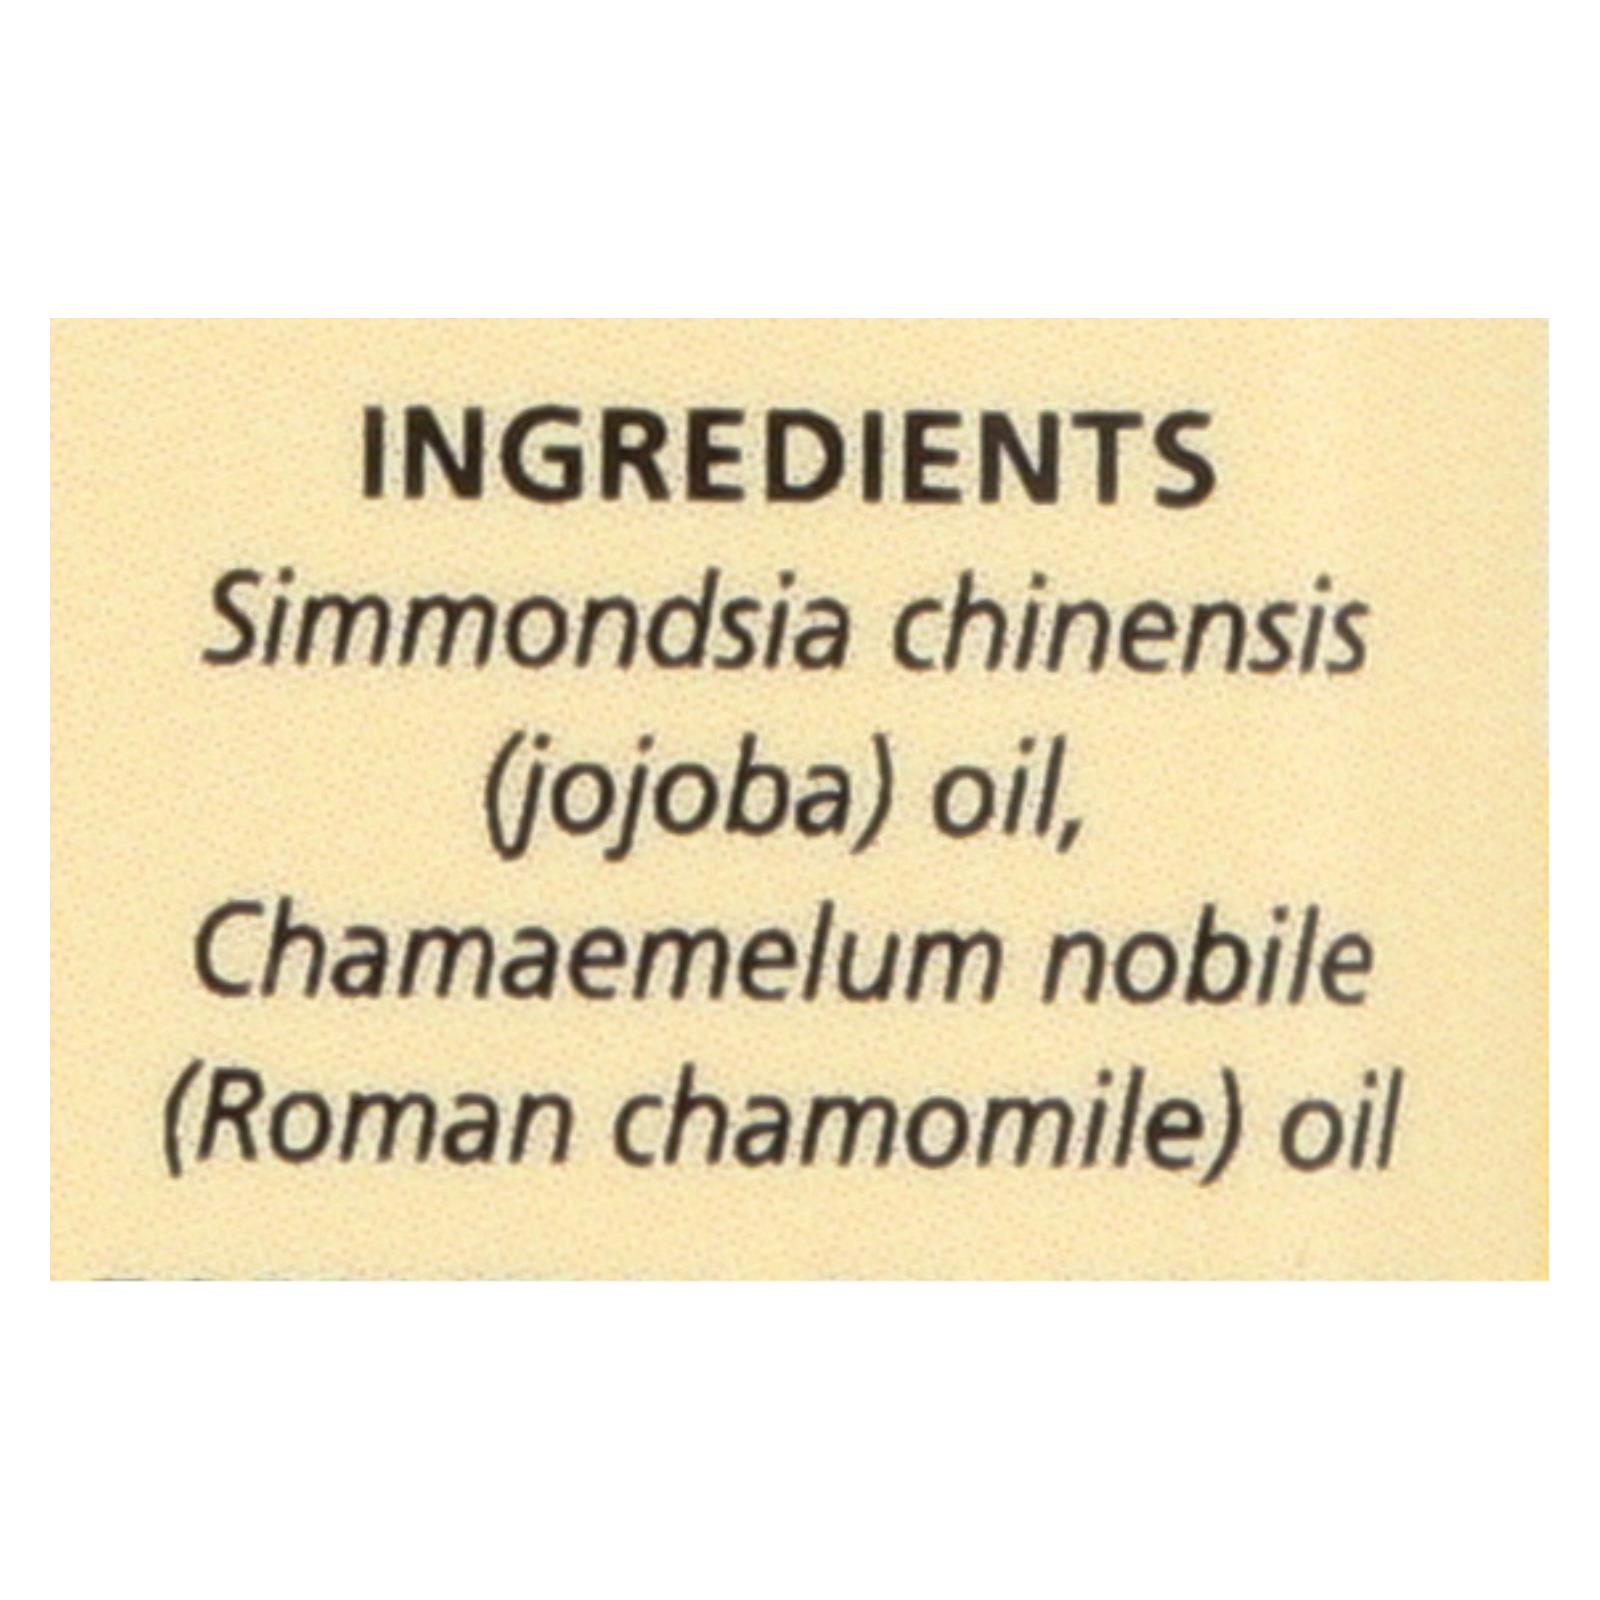 INGREDIENTS
Simmondsia chinensis
(jojoba) oil,
Chamaemelum nobile
(Roman chamomile) oil